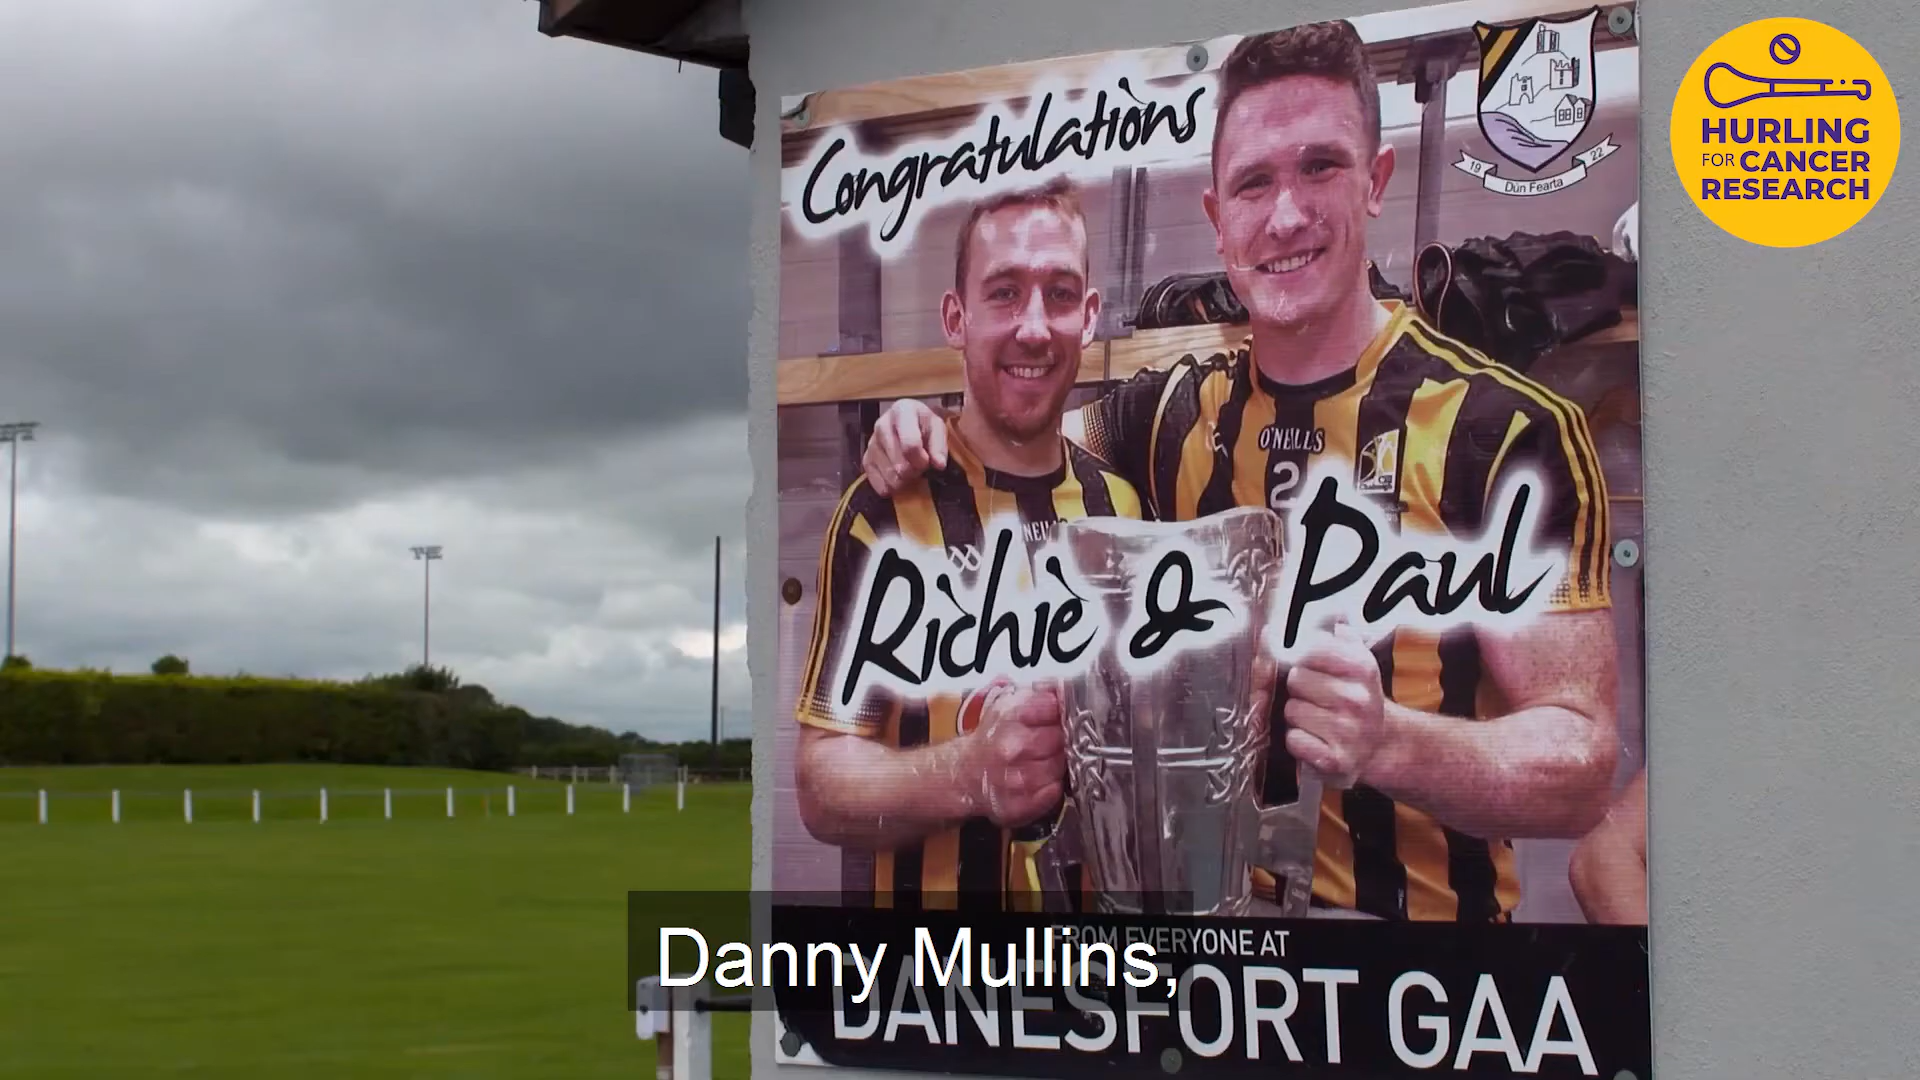 Congratulations
19 22
Dún Fearta
HURLING
FOR CANCER
RESEARCH
O'NEILLS
2
Richie & Paul
FROM EVERYONE AT
DANESFORT GAA
Danny Mullins,